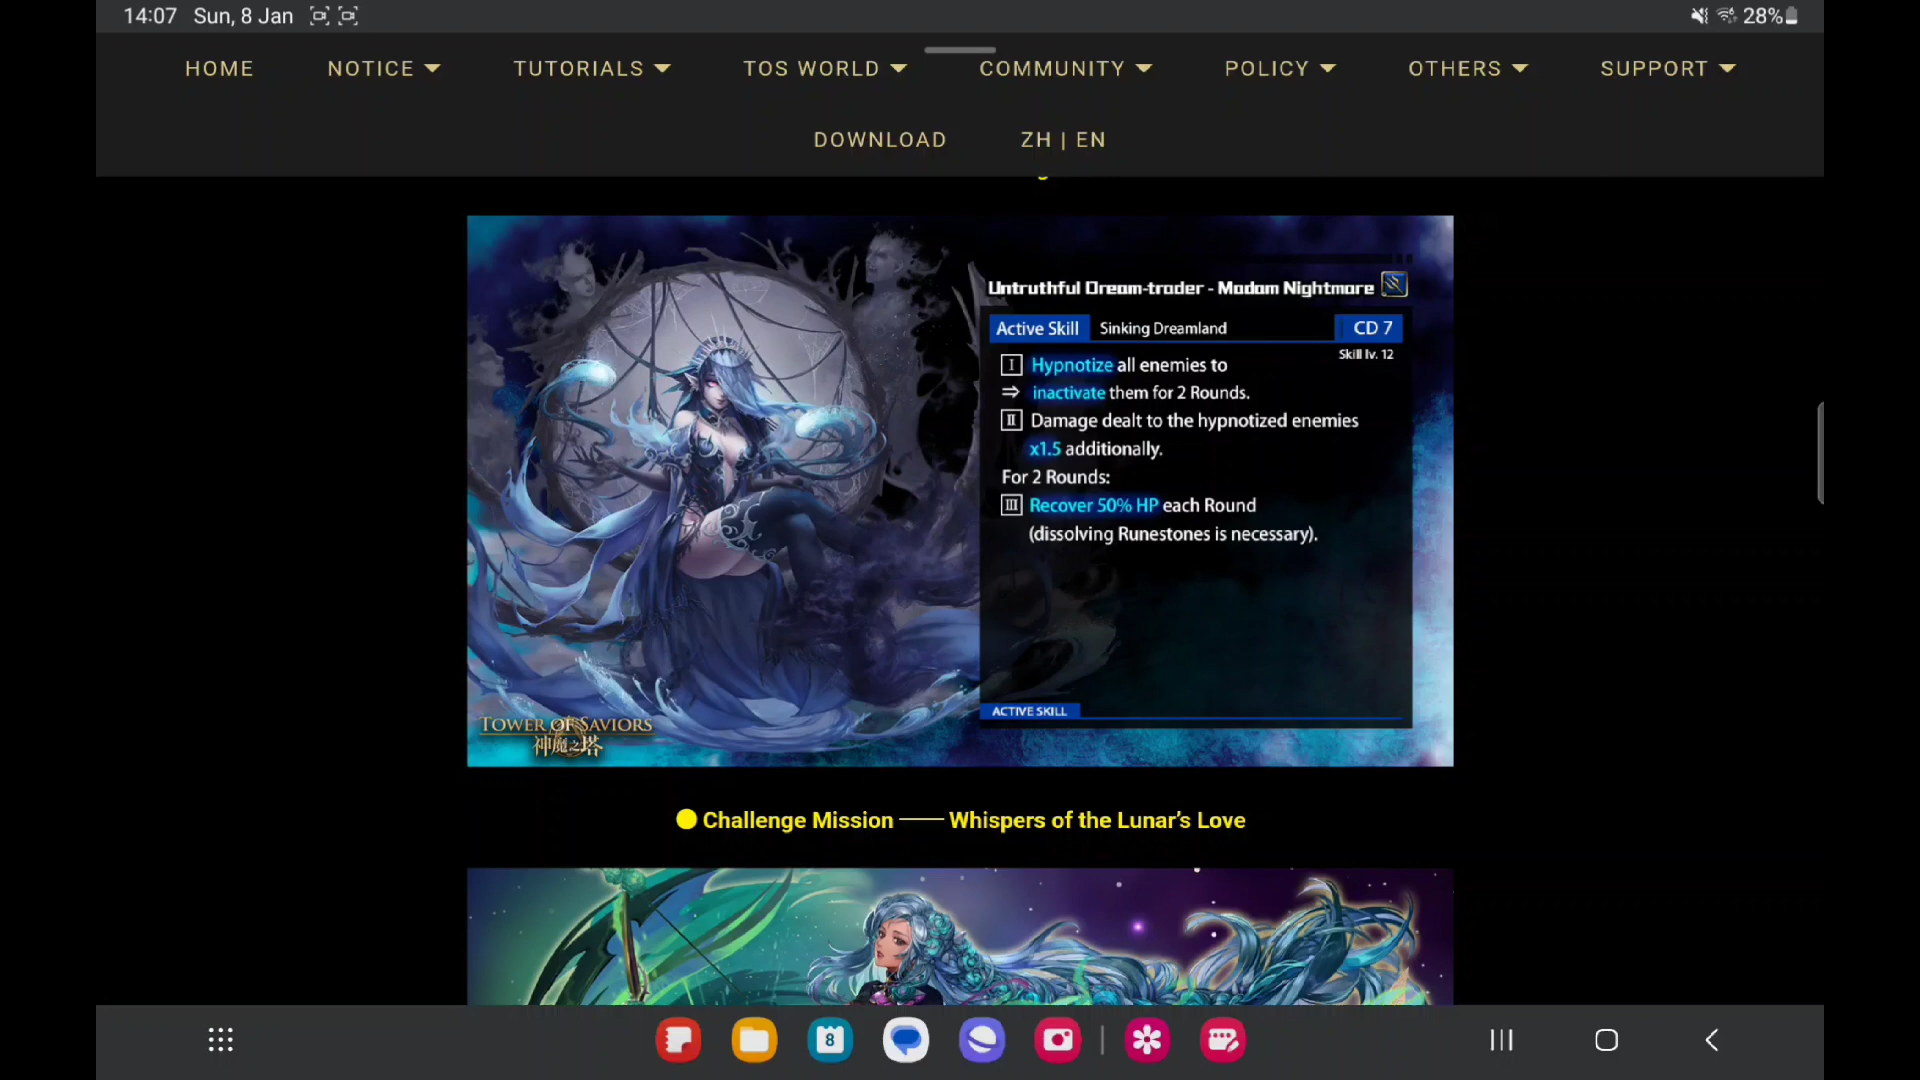 14:07 Sun, 8 Jan 28%
HOME NOTICE TUTORIALS TOS WORLD COMMUNITY POLICY OTHERS SUPPORT
DOWNLOAD ZH | EN
Untruthful Dream-trader - Madam Nightmare
Active Skill Sinking Dreamland CD 7
Skill lv. 12
I Hypnotize all enemies to
⇒ inactivate them for 2 Rounds.
II Damage dealt to the hypnotized enemies
x1.5 additionally.
For 2 Rounds:
III Recover 50% HP each Round
(dissolving Runestones is necessary).
ACTIVE SKILL
TOWER OF SAVIORS
神魔之塔
Challenge Mission —— Whispers of the Lunar's Love
8